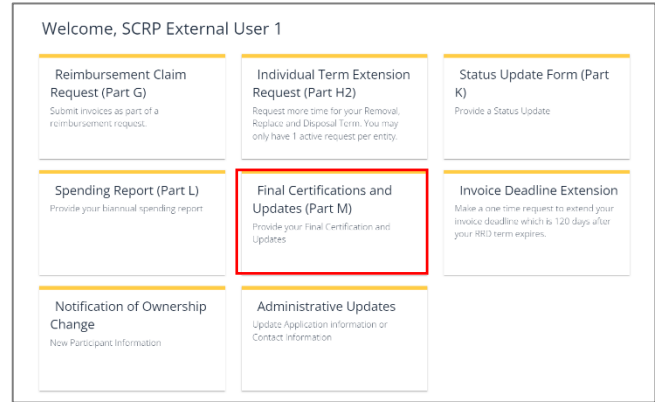 Welcome, SCRP External User 1
Reimbursement Claim
Request (Part G)
Submit invoices as part of a
reimbursement request.
Individual Term Extension
Request (Part H2)
Request more time for your Removal,
Replace and Disposal Term. You may
only have 1 active request per entity.
Status Update Form (Part
K)
Provide a Status Update
Spending Report (Part L)
Provide your biannual spending report
Final Certifications and
Updates (Part M)
Provide your Final Certification and
Updates
Invoice Deadline Extension
Make a one time request to extend your
invoice deadline which is 120 days after
your RRD term expires.
Notification of Ownership
Change
New Participant Information
Administrative Updates
Update Application information or
Contact Information